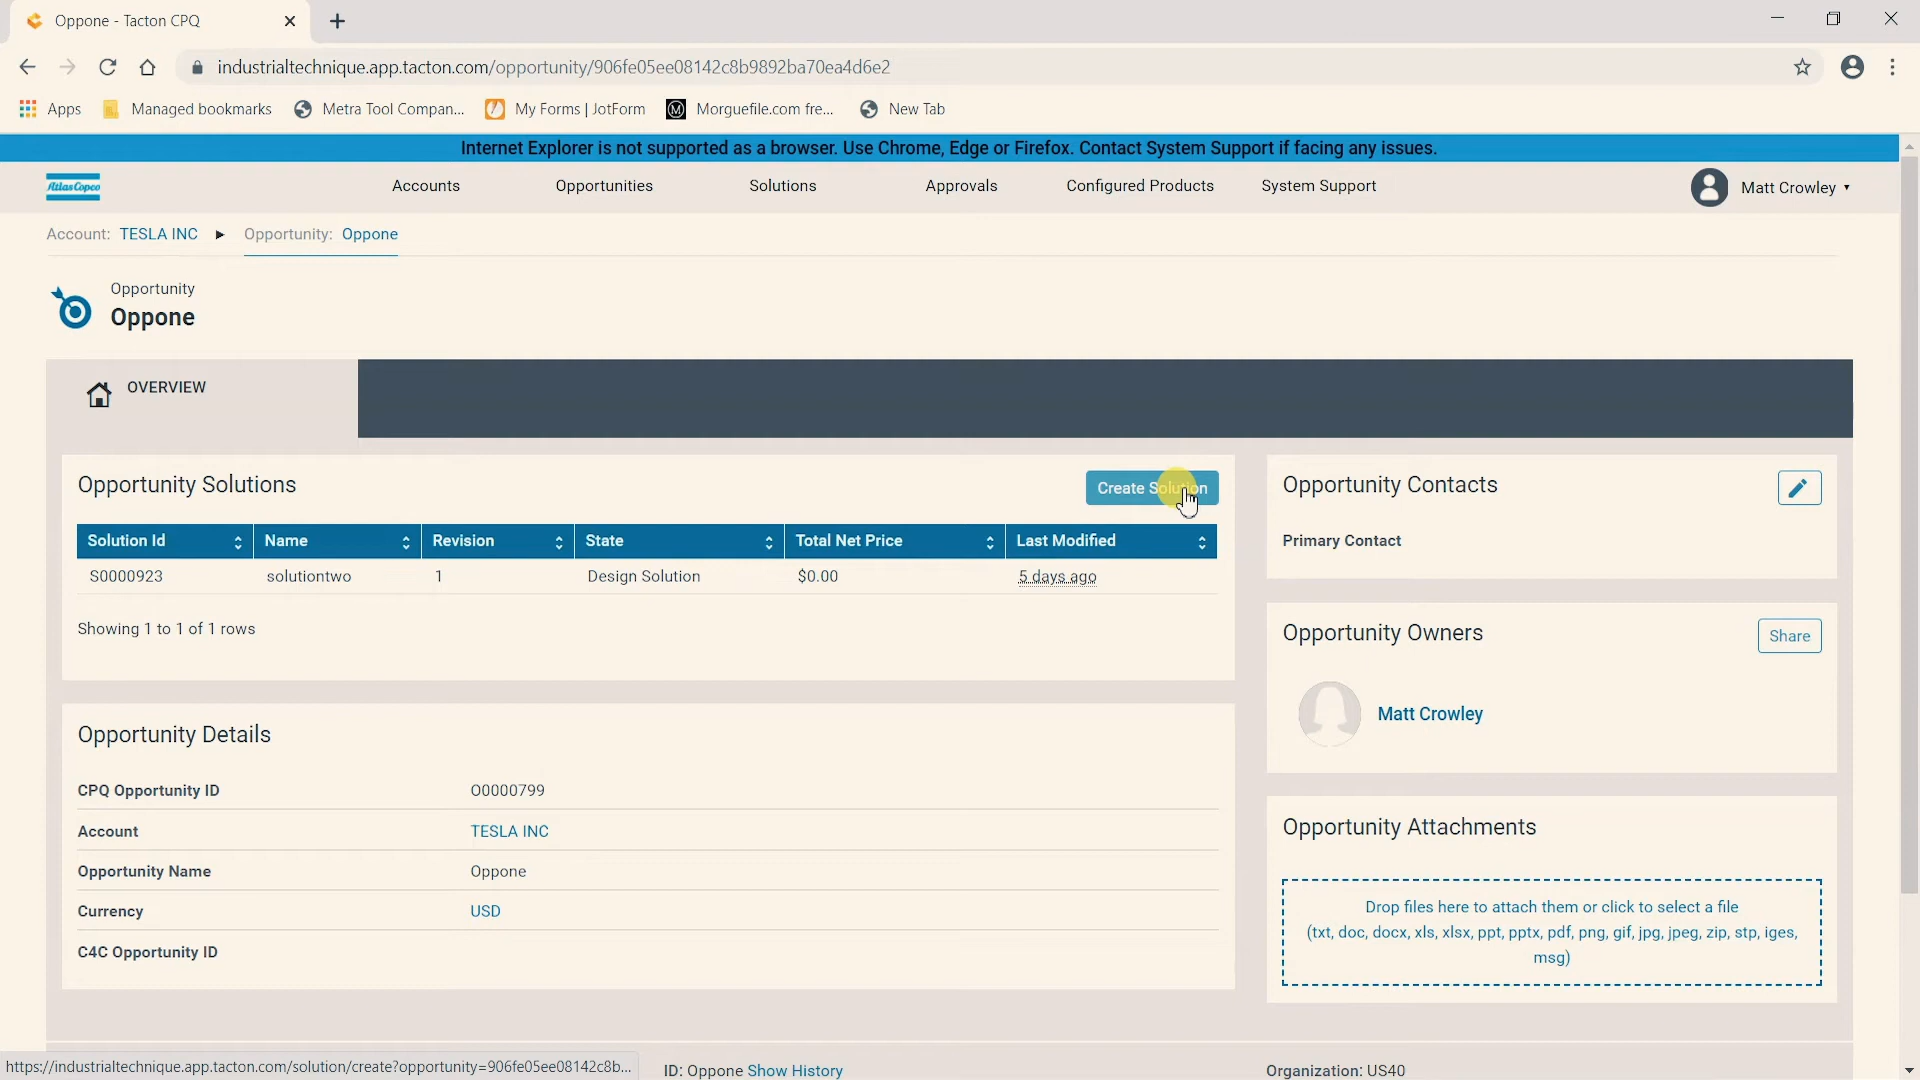 Oppone - Tacton CPQ
industrialtechnique.app.tacton.com/opportunity/906fe05ee08142c8b9892ba70ea4d6e2
Apps Managed bookmarks Metra Tool Compan... My Forms | JotForm Morguefile.com fre... New Tab
Internet Explorer is not supported as a browser. Use Chrome, Edge or Firefox. Contact System Support if facing any issues.
Atlas Copco Accounts Opportunities Solutions Approvals Configured Products System Support Matt Crowley
Account: TESLA INC Opportunity: Oppone
Opportunity
Oppone
OVERVIEW
Opportunity Solutions Create Solution
Solution Id Name Revision State Total Net Price Last Modified
S0000923 solutiontwo 1 Design Solution $0.00 5 days ago
Showing 1 to 1 of 1 rows
Opportunity Details
CPQ Opportunity ID O0000799
Account TESLA INC
Opportunity Name Oppone
Currency USD
C4C Opportunity ID
Opportunity Contacts
Primary Contact
Opportunity Owners Share
Matt Crowley
Opportunity Attachments
Drop files here to attach them or click to select a file
(txt, doc, docx, xls, xlsx, ppt, pptx, pdf, png, gif, jpg, jpeg, zip, stp, iges,
msg)
https://industrialtechnique.app.tacton.com/solution/create?opportunity=906fe05ee08142c8b... ID: Oppone Show History Organization: US40